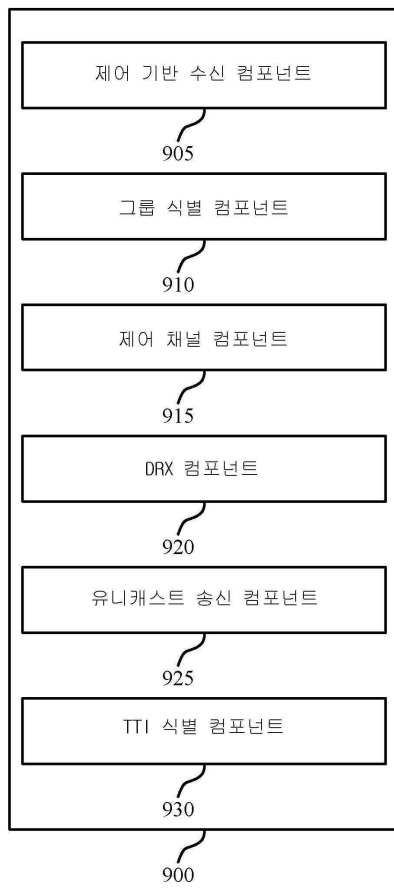 제어 기반 수신 컴포넌트
905
그룹 식별 컴포넌트
910
제어 채널 컴포넌트
915
DRX 컴포넌트
920
유니캐스트 송신 컴포넌트
925
TTI 식별 컴포넌트
930
900